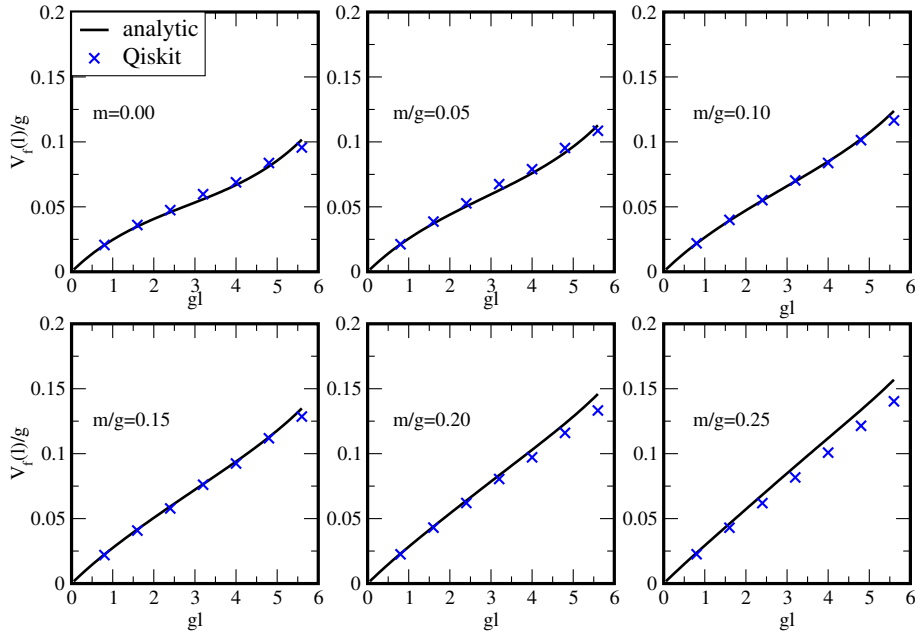 analytic
Qiskit
V_f(l)/g
0.2
0.15
0.1
0.05
0
m=0.00
0 1 2 3 4 5 6
gl
0.2
0.15
0.1
0.05
0
m/g=0.05
0 1 2 3 4 5 6
gl
0.2
0.15
0.1
0.05
0
m/g=0.10
0 1 2 3 4 5 6
gl
V_f(l)/g
0.2
0.15
0.1
0.05
0
m/g=0.15
0 1 2 3 4 5 6
gl
0.2
0.15
0.1
0.05
0
m/g=0.20
0 1 2 3 4 5 6
gl
0.2
0.15
0.1
0.05
0
m/g=0.25
0 1 2 3 4 5 6
gl